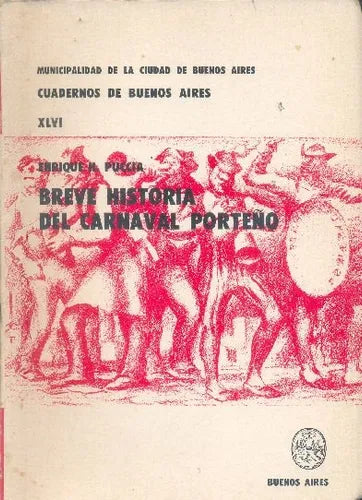 MUNICIPALIDAD DE LA CIUDAD DE BUENOS AIRES
CUADERNOS DE BUENOS AIRES
XLVI
ENRIQUE H. PUCCIA
BREVE HISTORIA
DEL CARNAVAL PORTEÑO
BUENOS AIRES